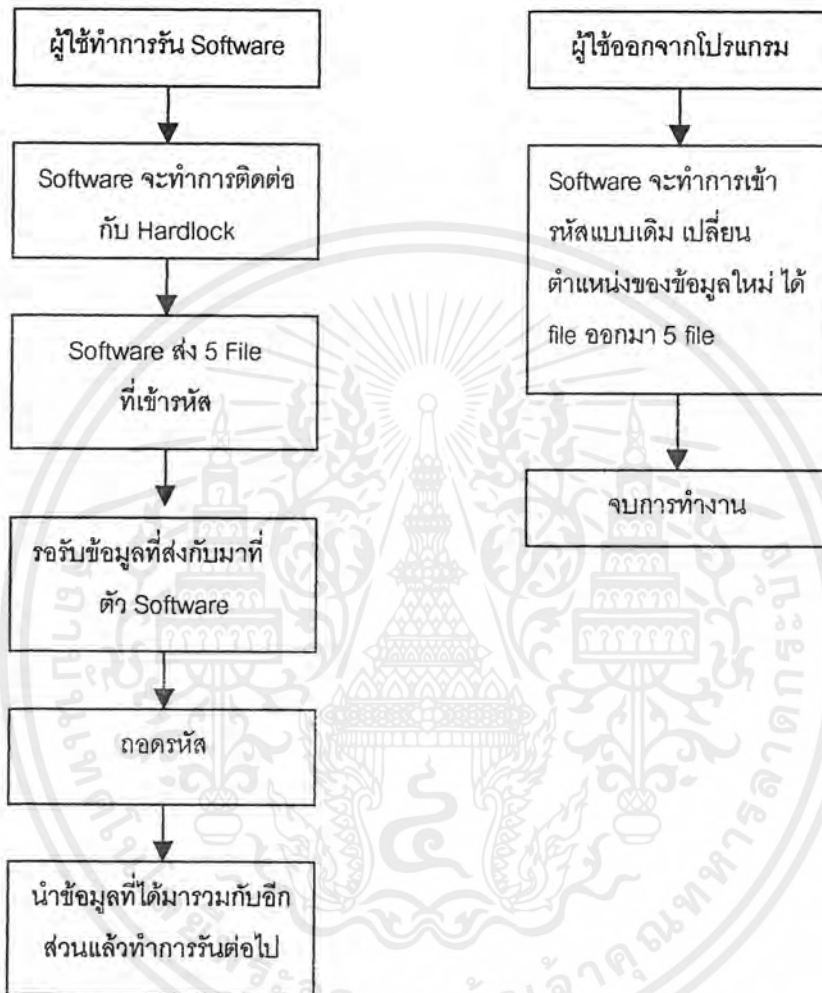 ผู้ใช้ทำการรัน Software
Software จะทำการติดต่อ
กับ Hardlock
Software ส่ง 5 File
ที่เข้ารหัส
รอรับข้อมูลที่ส่งกับมาที่
ตัว Software
ถอดรหัส
นำข้อมูลที่ได้มารวมกับอีก
ส่วนแล้วทำการรันต่อไป
ผู้ใช้ออกจากโปรแกรม
Software จะทำการเข้า
รหัสแบบเดิม เปลี่ยน
ตำแหน่งของข้อมูลใหม่ ได้
file ออกมา 5 file
จบการทำงาน